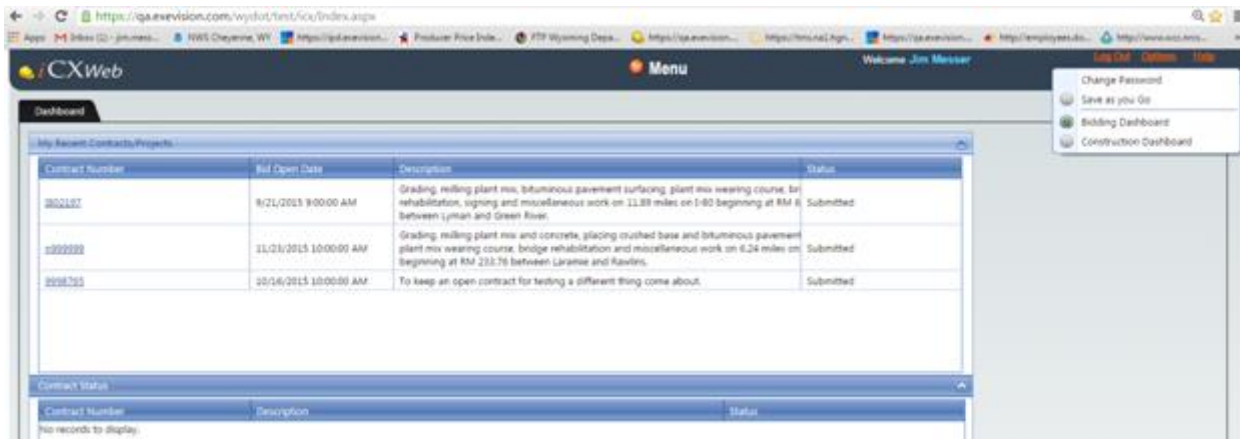 https://qa.exevision.com/wydot/test/icx/Index.aspx
Apps
NWS Cheyenne, WY
Producer Price Inde...
FTP Wyoming Depa...
iCXWeb
Menu
Welcome Jim Messer
Log Out Options Help
Change Password
Save as you Go
Bidding Dashboard
Construction Dashboard
Dashboard
My Recent Contracts/Projects
Contract Number Bid Open Date Description Status
I802197 9/21/2015 9:00:00 AM
Grading, milling plant mix, bituminous pavement surfacing, plant mix wearing course, br
rehabilitation, signing and miscellaneous work on 11.89 miles on I-80 beginning at RM 6 Submitted
between Lyman and Green River.
n999999 11/23/2015 10:00:00 AM
Grading, milling plant mix and concrete, placing crushed base and bituminous pavement
plant mix wearing course, bridge rehabilitation and miscellaneous work on 6.24 miles on Submitted
beginning at RM 233.76 between Laramie and Rawlins.
9998765 10/16/2015 10:00:00 AM To keep an open contract for testing a different thing come about. Submitted
Contract Status
Contract Number Description Status
No records to display.